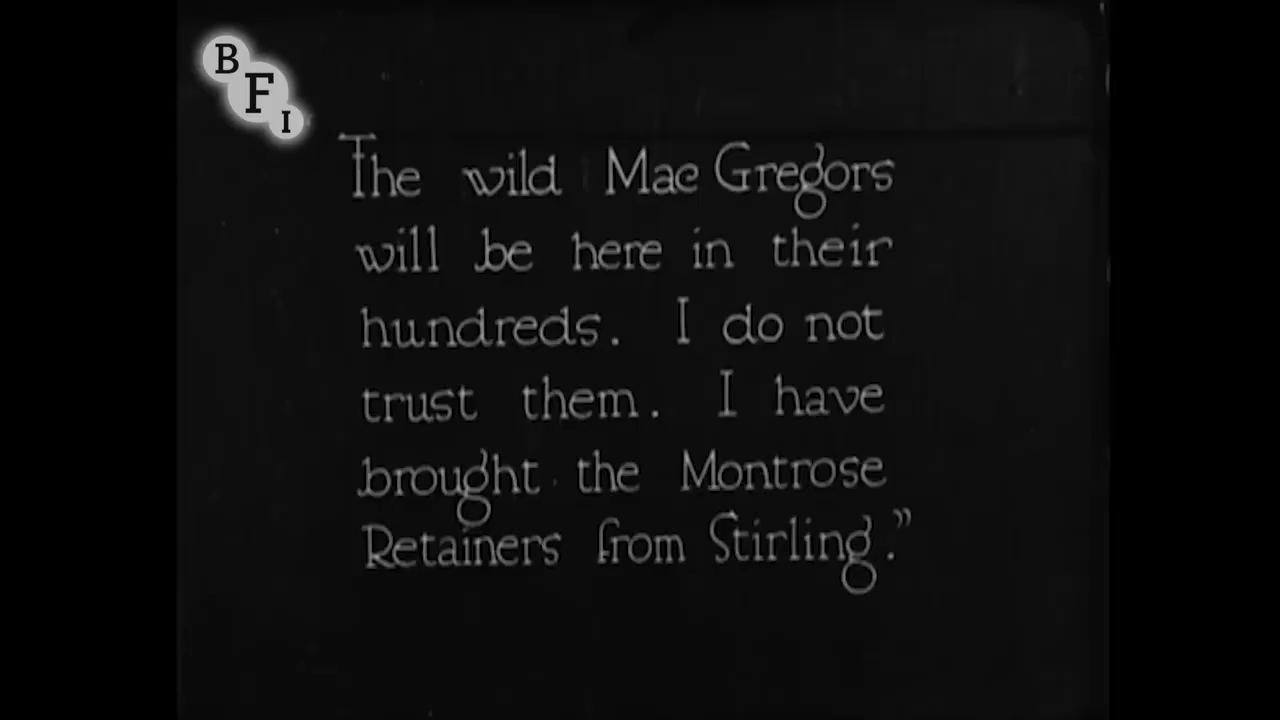 BFI
The wild Mac Gregors
will be here in their
hundreds. I do not
trust them. I have
brought the Montrose
Retainers from Stirling.”